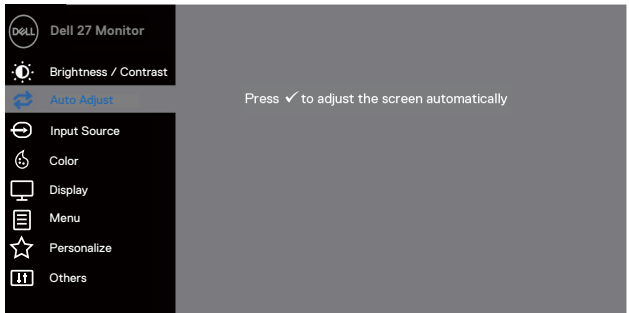 DELL
Dell 27 Monitor
Brightness / Contrast
Auto Adjust
Press ✓ to adjust the screen automatically
Input Source
Color
Display
Menu
Personalize
Others